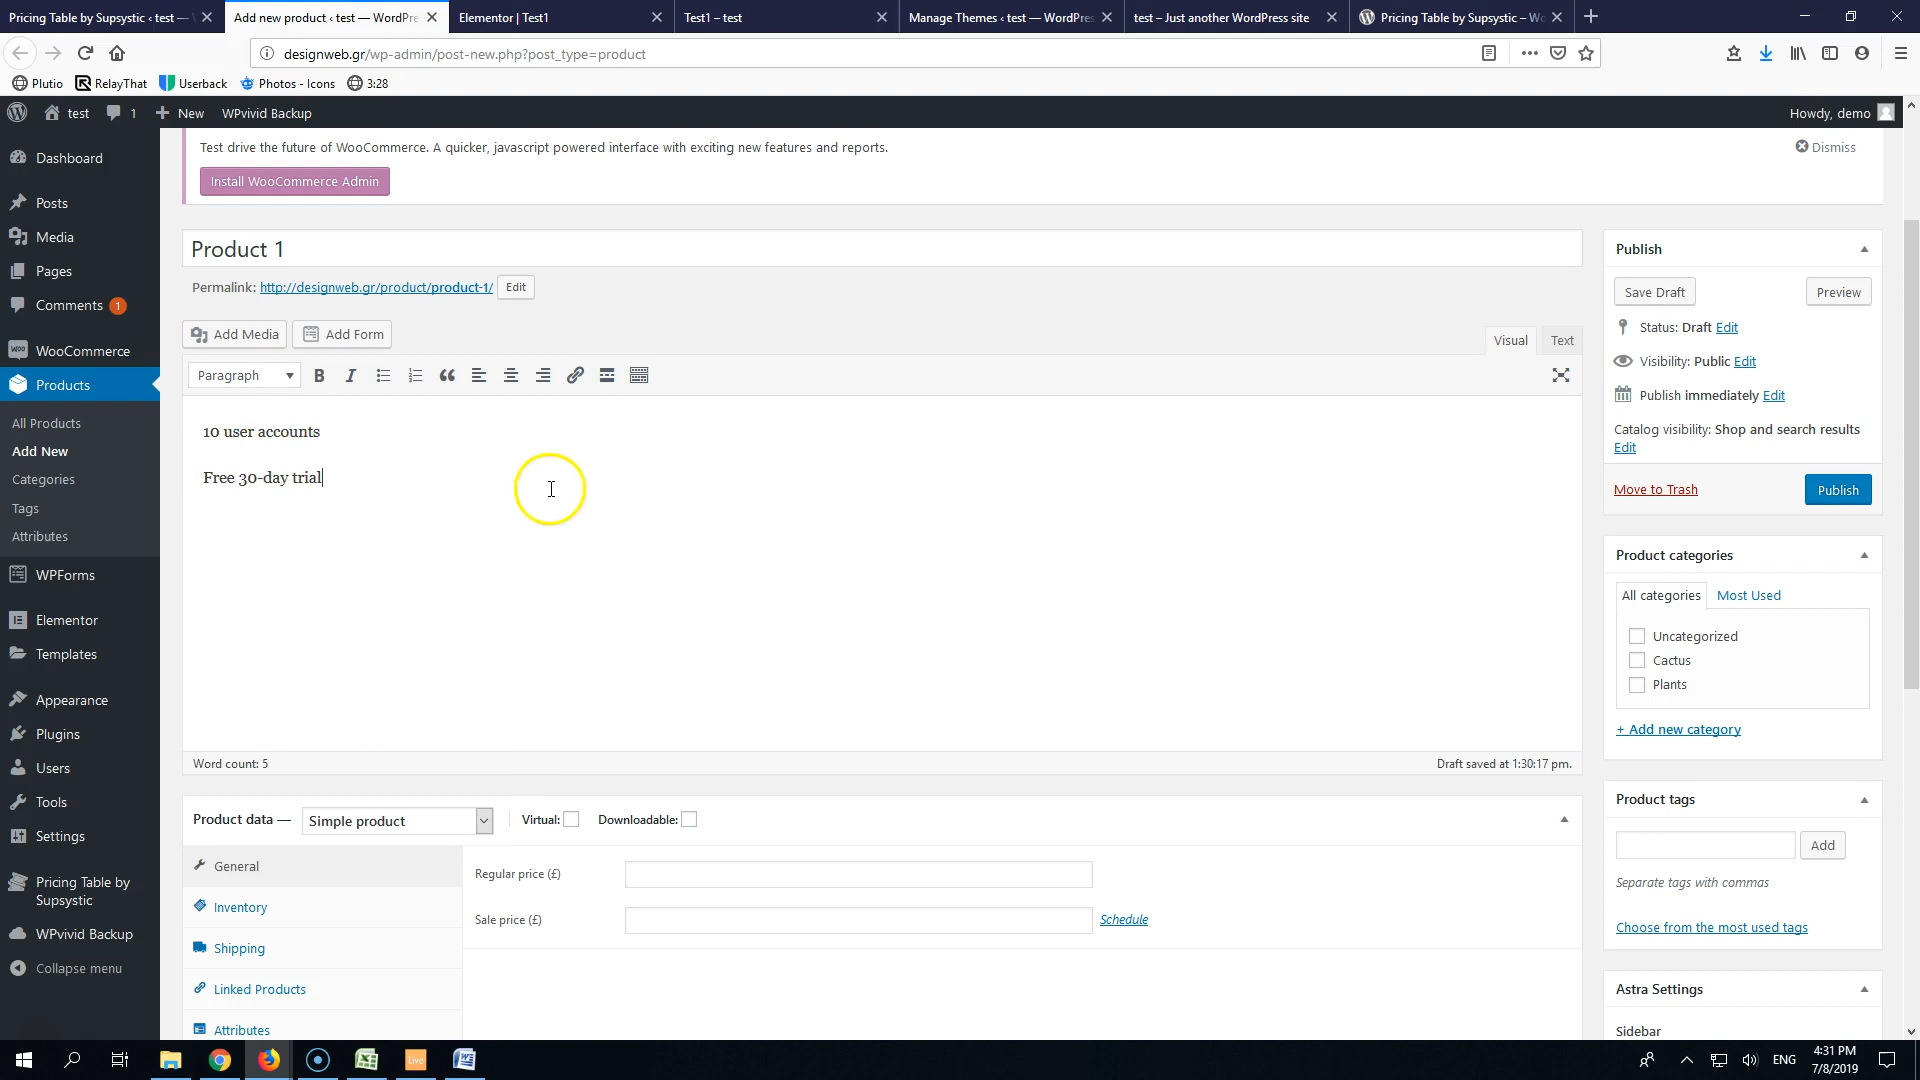 Pricing Table by Supsystic ‹ test —
Add new product ‹ test — WordPre
Elementor | Test1
Test1 – test
Manage Themes ‹ test — WordPres
test – Just another WordPress site
Pricing Table by Supsystic – Wo
designweb.gr/wp-admin/post-new.php?post_type=product
Plutio
RelayThat
Userback
Photos - Icons
3:28
test
1
New
WPvivid Backup
Howdy, demo
Dashboard
Posts
Media
Pages
Comments 1
WooCommerce
Products
All Products
Add New
Categories
Tags
Attributes
WPForms
Elementor
Templates
Appearance
Plugins
Users
Tools
Settings
Pricing Table by
Supsystic
WPvivid Backup
Collapse menu
Test drive the future of WooCommerce. A quicker, javascript powered interface with exciting new features and reports.
Dismiss
Install WooCommerce Admin
Product 1
Permalink: http://designweb.gr/product/product-1/ Edit
Add Media
Add Form
Visual
Text
Paragraph
B I
10 user accounts
Free 30-day trial
Word count: 5
Draft saved at 1:30:17 pm.
Product data —
Simple product
Virtual:
Downloadable:
General
Inventory
Shipping
Linked Products
Attributes
Regular price (£)
Sale price (£)
Schedule
Publish
Save Draft
Preview
Status: Draft Edit
Visibility: Public Edit
Publish immediately Edit
Catalog visibility: Shop and search results
Edit
Move to Trash
Publish
Product categories
All categories
Most Used
Uncategorized
Cactus
Plants
+ Add new category
Product tags
Add
Separate tags with commas
Choose from the most used tags
Astra Settings
Sidebar
Live
ENG
4:31 PM
7/8/2019